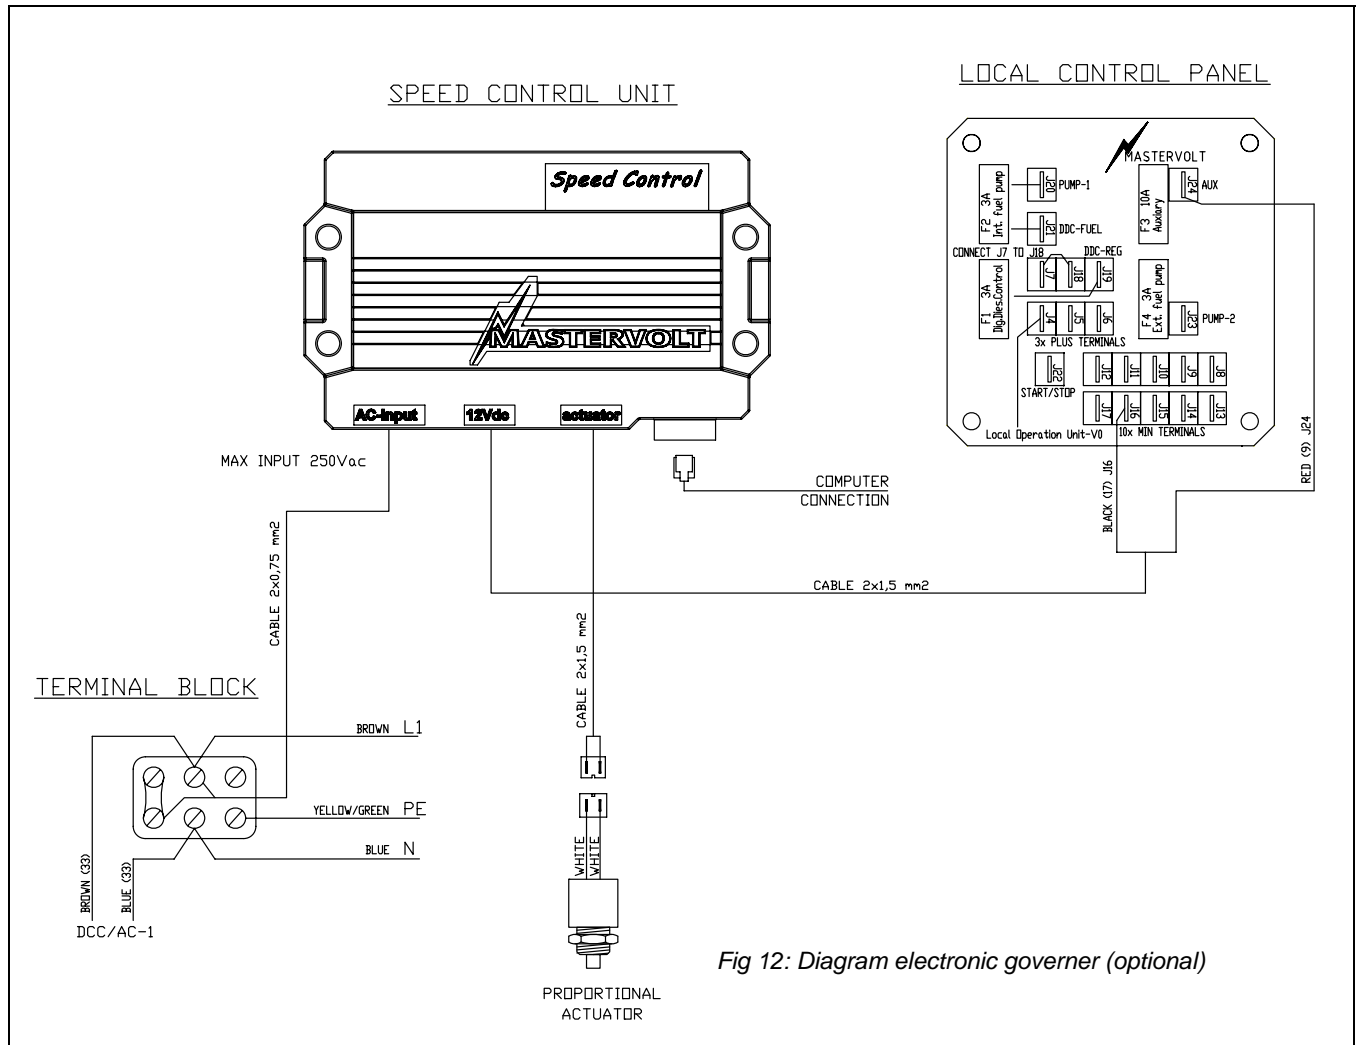 SPEED CONTROL UNIT
LOCAL CONTROL PANEL
Speed Control
MASTERVOLT
AC-input
12Vdc
actuator
MAX INPUT 250Vac
COMPUTER
CONNECTION
MASTERVOLT
F2 3A
Int. fuel pump
J20
PUMP-1
J21
DDC-FUEL
F3 10A
Auxiary
J24
AUX
CONNECT J7 TO J18
DDC-REG
F1 3A
Dig.Dies.Control
J7
J18
J19
J4
J5
J6
3x PLUS TERMINALS
F4 3A
Ext. fuel pump
J23
PUMP-2
J22
START/STOP
J12
J11
J10
J9
J8
J17
J16
J15
J14
J13
Local Operation Unit-V0
10x MIN TERMINALS
BLACK (17) J16
RED (9) J24
CABLE 2x0,75 mm2
CABLE 2x1,5 mm2
CABLE 2x1,5 mm2
TERMINAL BLOCK
BROWN L1
YELLOW/GREEN PE
BLUE N
BROWN (33)
BLUE (33)
DCC/AC-1
WHITE
WHITE
PROPORTIONAL
ACTUATOR
Fig 12: Diagram electronic governer (optional)